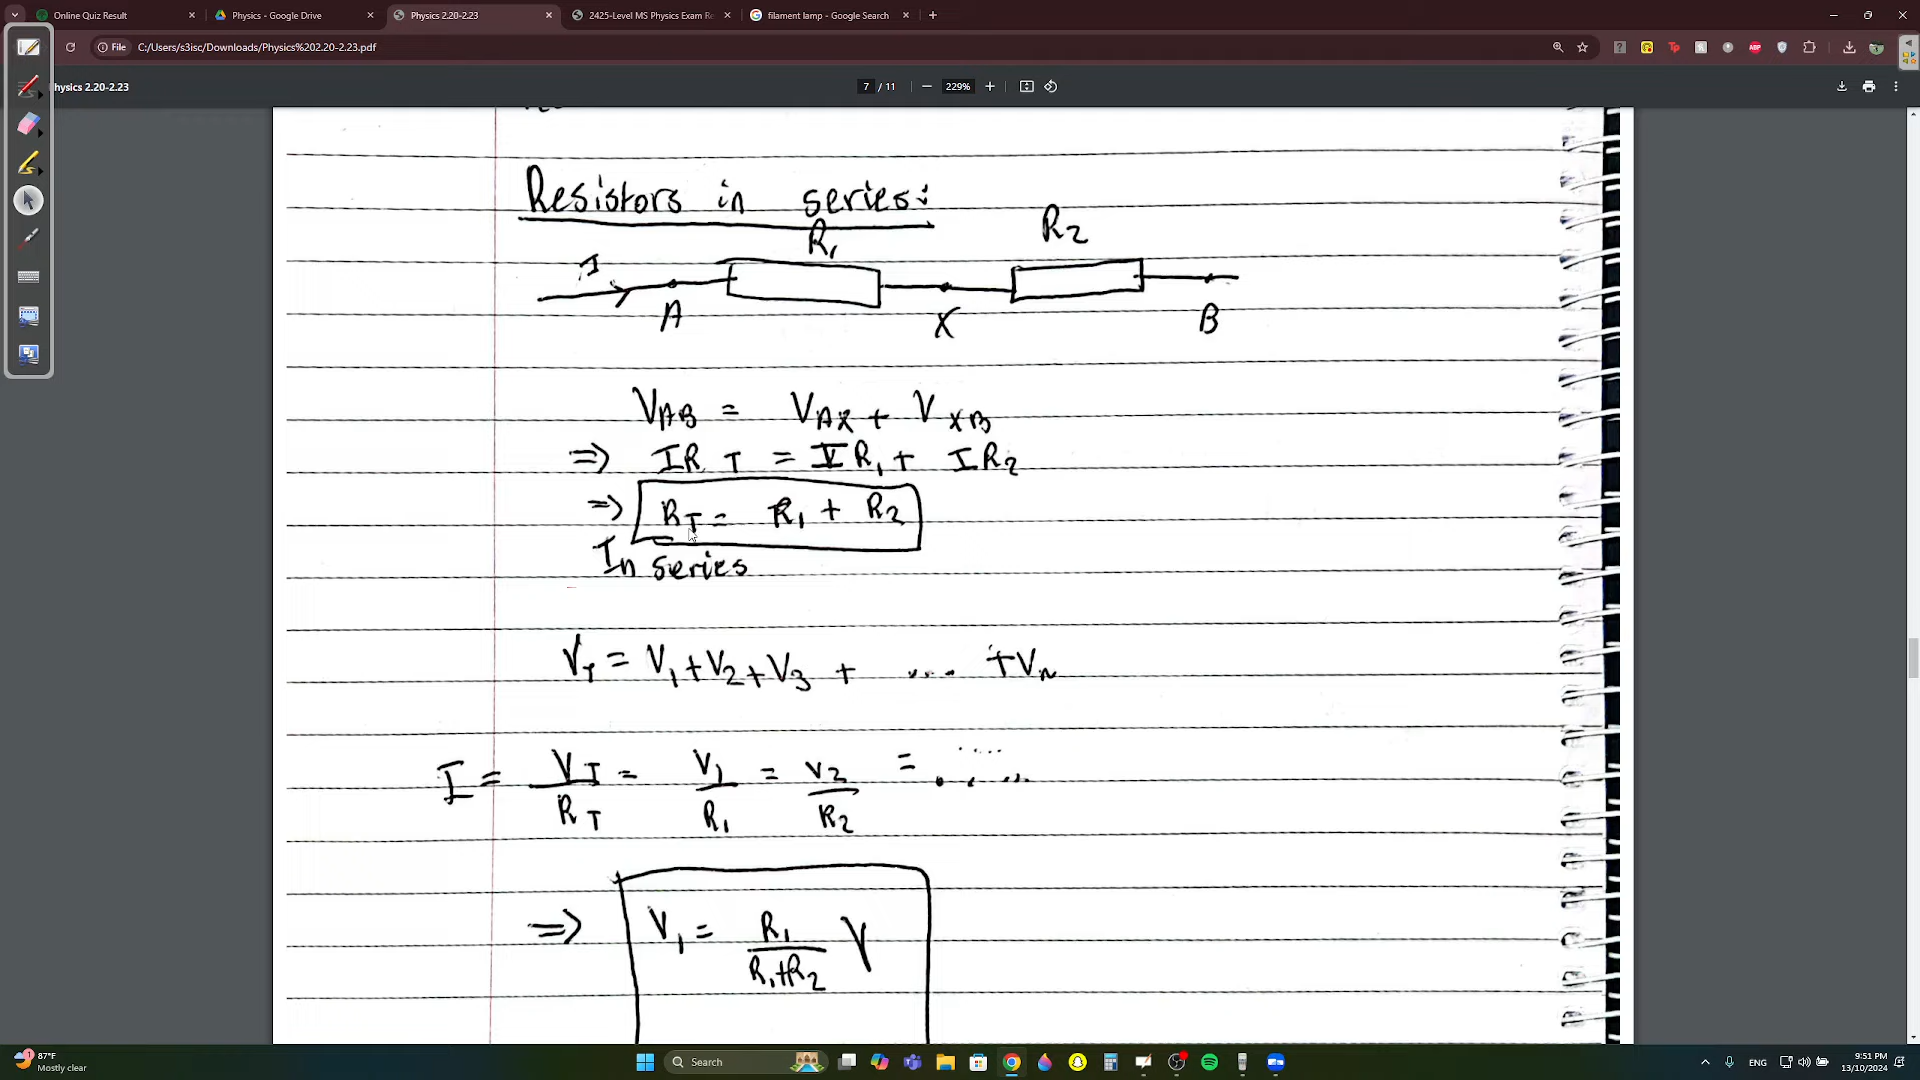 Online Quiz Result
Physics - Google Drive
Physics 2.20-2.23
2425-Level MS Physics Exam Re
filament lamp - Google Search
File
C:/Users/s3isc/Downloads/Physics%202.20-2.23.pdf
hysics 2.20-2.23
7 / 11
229%
Resistors in series:
R1
R2
I
A
X
B
VAB = VAX + VXB
=> IR T = IR1 + IR2
=> RT = R1 + R2
In series
VT = V1 + V2 + V3 + .... + Vn
I = VT/RT = V1/R1 = V2/R2 = ....
=> V1 = R1/(R1+R2) V
87°F
Mostly clear
Search
ENG
9:51 PM
13/10/2024